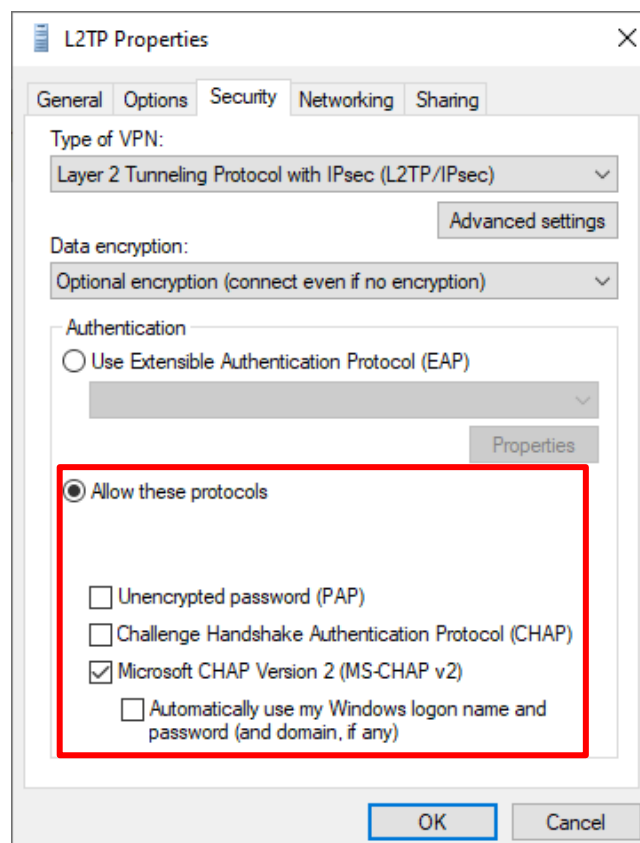 L2TP Properties
General Options Security Networking Sharing
Type of VPN:
Layer 2 Tunneling Protocol with IPsec (L2TP/IPsec)
Advanced settings
Data encryption:
Optional encryption (connect even if no encryption)
Authentication
Use Extensible Authentication Protocol (EAP)
Properties
Allow these protocols
Unencrypted password (PAP)
Challenge Handshake Authentication Protocol (CHAP)
Microsoft CHAP Version 2 (MS-CHAP v2)
Automatically use my Windows logon name and
password (and domain, if any)
OK Cancel